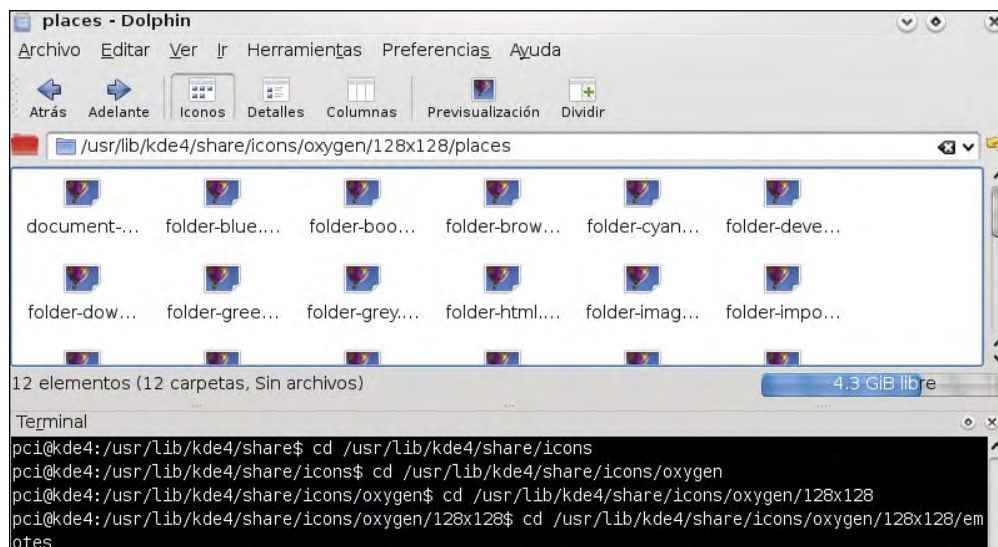 places - Dolphin
Archivo Editar Ver Ir Herramientas Preferencias Ayuda
Atrás Adelante Iconos Detalles Columnas Previsualización Dividir
/usr/lib/kde4/share/icons/oxygen/128x128/places
document-... folder-blue.... folder-boo... folder-brow... folder-cyan... folder-deve...
folder-dow... folder-gree... folder-grey.... folder-html.... folder-imag... folder-impo...
12 elementos (12 carpetas, Sin archivos) 4.3 GiB libre
Terminal
pci@kde4:/usr/lib/kde4/share$ cd /usr/lib/kde4/share/icons
pci@kde4:/usr/lib/kde4/share/icons$ cd /usr/lib/kde4/share/icons/oxygen
pci@kde4:/usr/lib/kde4/share/icons/oxygen$ cd /usr/lib/kde4/share/icons/oxygen/128x128
pci@kde4:/usr/lib/kde4/share/icons/oxygen/128x128$ cd /usr/lib/kde4/share/icons/oxygen/128x128/em
otes